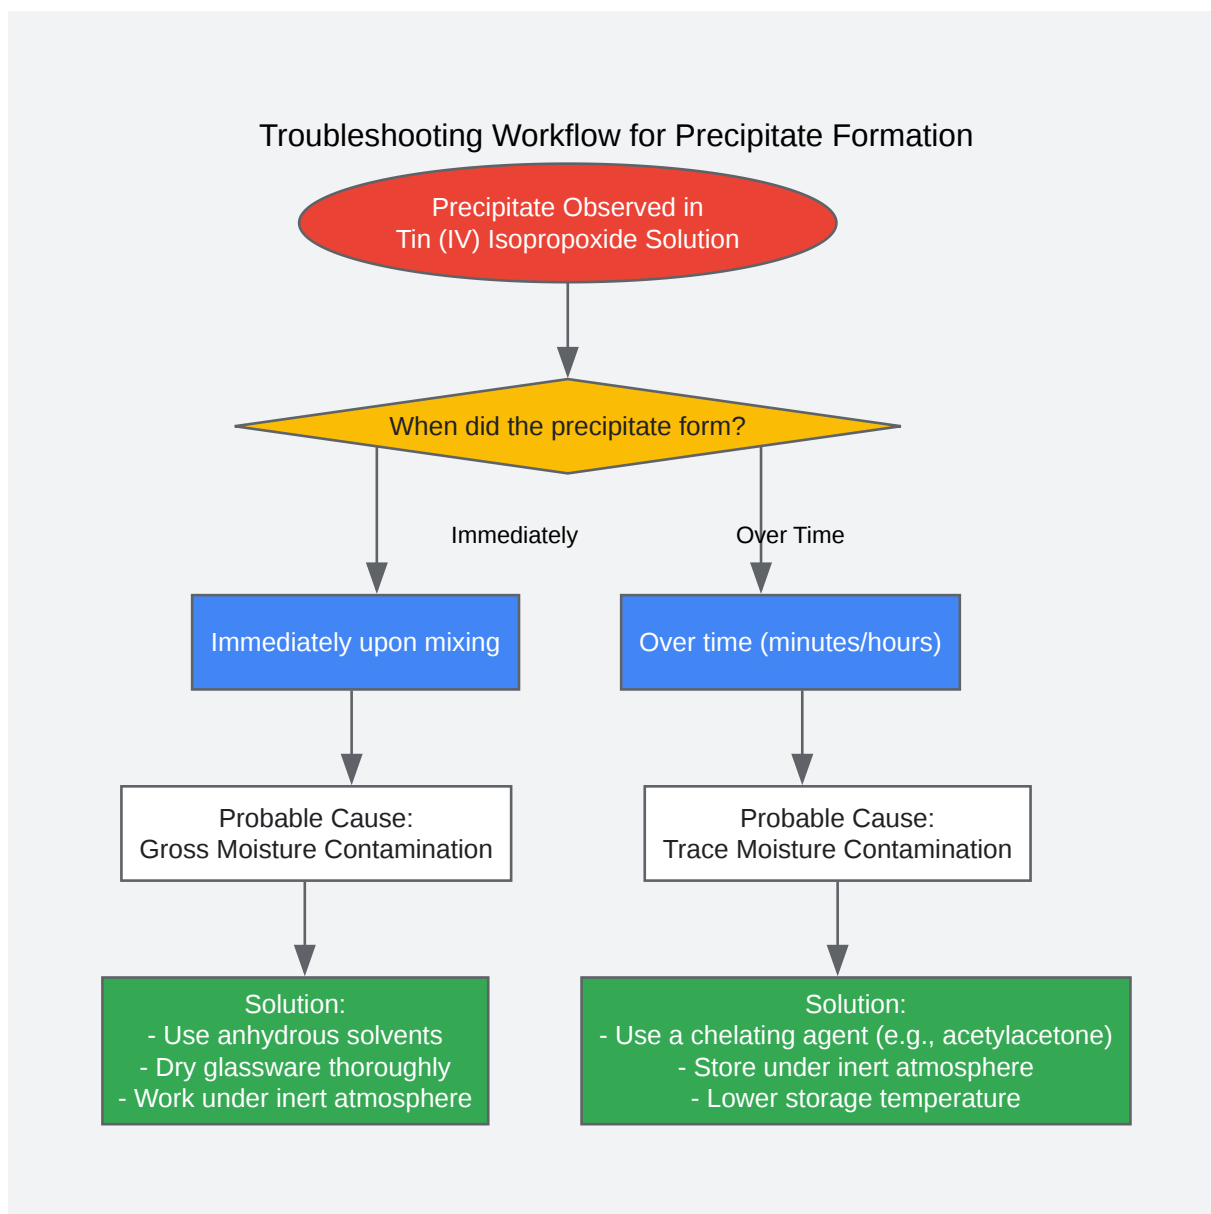 Troubleshooting Workflow for Precipitate Formation
Precipitate Observed in
Tin (IV) Isopropoxide Solution
When did the precipitate form?
Immediately
Over Time
Immediately upon mixing
Over time (minutes/hours)
Probable Cause:
Gross Moisture Contamination
Probable Cause:
Trace Moisture Contamination
Solution:
- Use anhydrous solvents
- Dry glassware thoroughly
- Work under inert atmosphere
Solution:
- Use a chelating agent (e.g., acetylacetone)
- Store under inert atmosphere
- Lower storage temperature